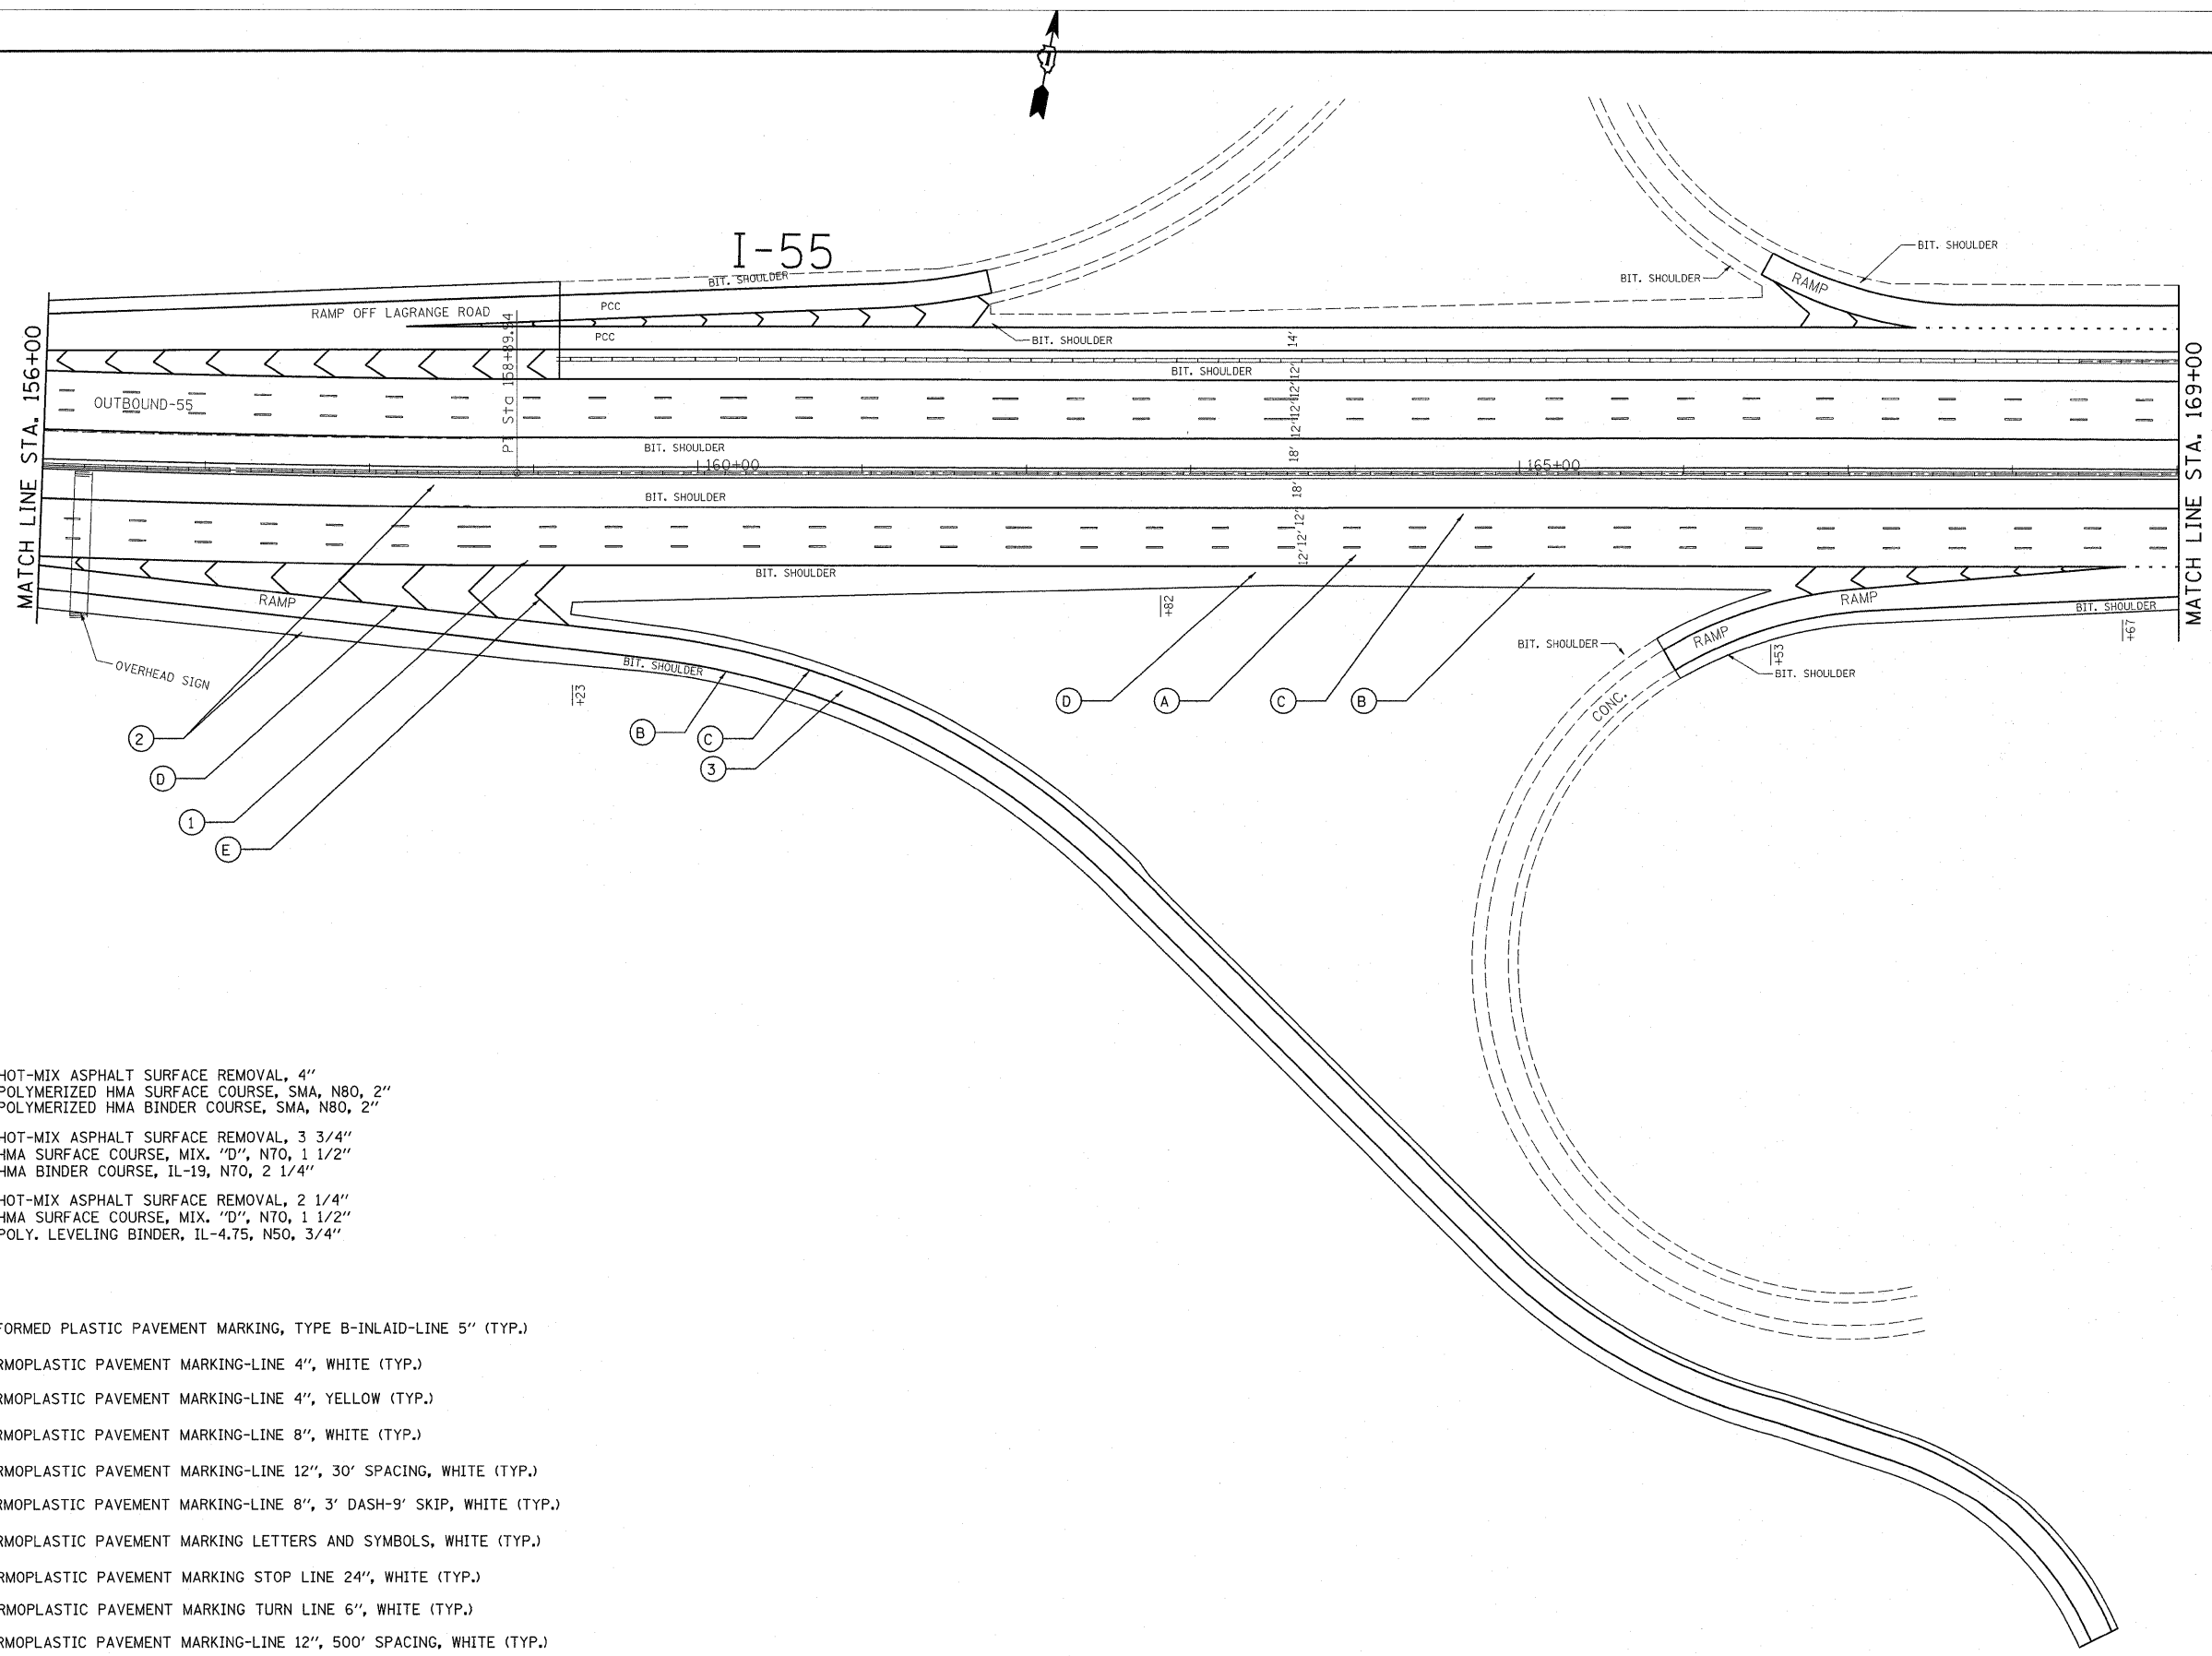 I-55
BIT. SHOULDER
BIT. SHOULDER
BIT. SHOULDER
RAMP
BIT. SHOULDER
PCC
RAMP OFF LAGRANGE ROAD
PCC
BIT. SHOULDER
14'
MATCH LINE STA. 156+00
PT Sta 158+89.94
BIT. SHOULDER
12'
12'
12'
12'
OUTBOUND-55
MATCH LINE STA. 169+00
BIT. SHOULDER
18'
160+00
165+00
BIT. SHOULDER
18'
12'
12'
12'
BIT. SHOULDER
RAMP
RAMP
+82
BIT. SHOULDER
+67
RAMP
BIT. SHOULDER
+53
BIT. SHOULDER
OVERHEAD SIGN
BIT. SHOULDER
+23
CONC.
D
A
C
B
2
B
C
3
D
1
E
HOT-MIX ASPHALT SURFACE REMOVAL, 4"
POLYMERIZED HMA SURFACE COURSE, SMA, N80, 2"
POLYMERIZED HMA BINDER COURSE, SMA, N80, 2"
HOT-MIX ASPHALT SURFACE REMOVAL, 3 3/4"
HMA SURFACE COURSE, MIX. "D", N70, 1 1/2"
HMA BINDER COURSE, IL-19, N70, 2 1/4"
HOT-MIX ASPHALT SURFACE REMOVAL, 2 1/4"
HMA SURFACE COURSE, MIX. "D", N70, 1 1/2"
POLY. LEVELING BINDER, IL-4.75, N50, 3/4"
FORMED PLASTIC PAVEMENT MARKING, TYPE B-INLAID-LINE 5" (TYP.)
RMOPLASTIC PAVEMENT MARKING-LINE 4", WHITE (TYP.)
RMOPLASTIC PAVEMENT MARKING-LINE 4", YELLOW (TYP.)
RMOPLASTIC PAVEMENT MARKING-LINE 8", WHITE (TYP.)
RMOPLASTIC PAVEMENT MARKING-LINE 12", 30' SPACING, WHITE (TYP.)
RMOPLASTIC PAVEMENT MARKING-LINE 8", 3' DASH-9' SKIP, WHITE (TYP.)
RMOPLASTIC PAVEMENT MARKING LETTERS AND SYMBOLS, WHITE (TYP.)
RMOPLASTIC PAVEMENT MARKING STOP LINE 24", WHITE (TYP.)
RMOPLASTIC PAVEMENT MARKING TURN LINE 6", WHITE (TYP.)
RMOPLASTIC PAVEMENT MARKING-LINE 12", 500' SPACING, WHITE (TYP.)